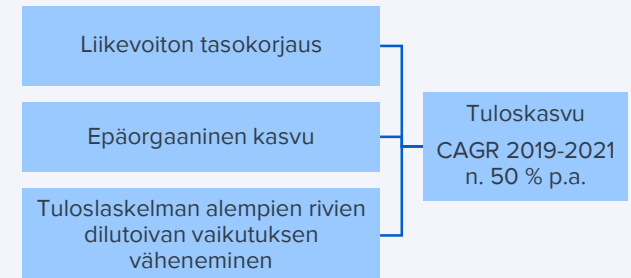 Liikevoiton tasokorjaus
Epäorgaaninen kasvu
Tuloslaskelman alempien rivien
dilutoivan vaikutuksen
väheneminen
Tuloskasvu
CAGR 2019-2021
n. 50 % p.a.